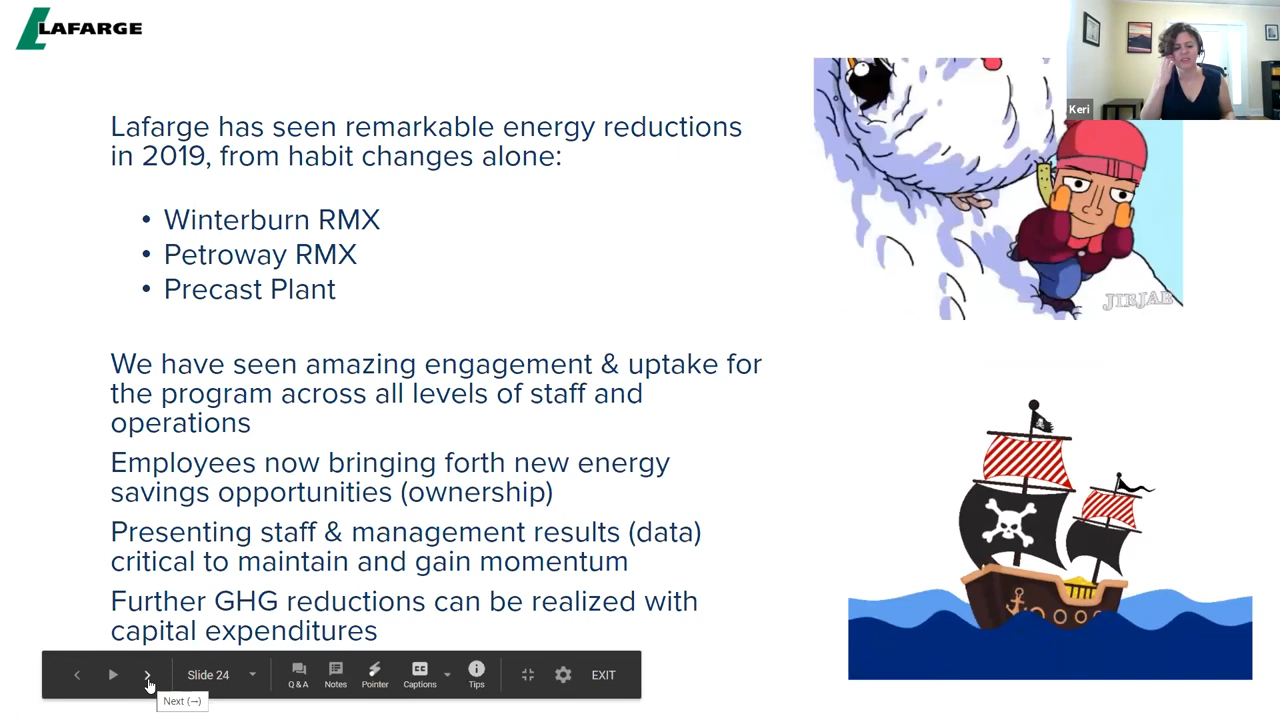 LAFARGE
Keri
Lafarge has seen remarkable energy reductions
in 2019, from habit changes alone:
• Winterburn RMX
• Petroway RMX
• Precast Plant
JIBJAB
We have seen amazing engagement & uptake for
the program across all levels of staff and
operations
Employees now bringing forth new energy
savings opportunities (ownership)
Presenting staff & management results (data)
critical to maintain and gain momentum
Further GHG reductions can be realized with
capital expenditures
Slide 24
Q & A
Notes
Pointer
CC
Captions
Tips
EXIT
Next (→)